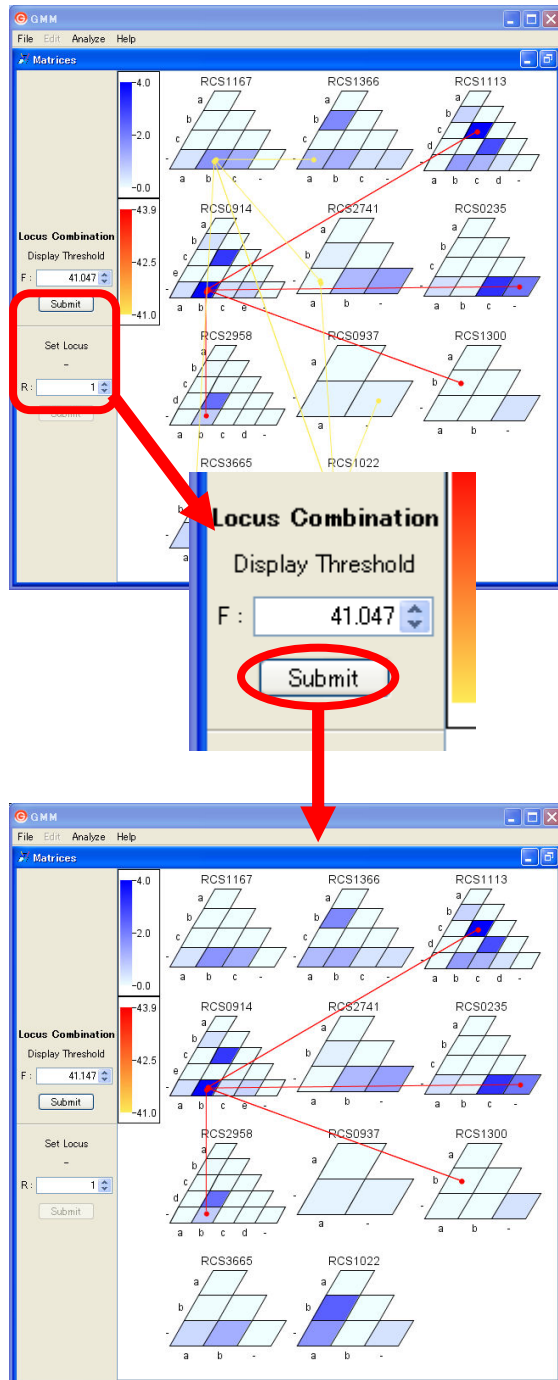 GMM
File Edit Analyze Help
Matrices
4.0
2.0
0.0
43.9
42.5
41.0
Locus Combination
Display Threshold
F : 41.047
Submit
Set Locus
-
R : 1
Submit
RCS1167
a
b
c
-
a b c -
RCS1366
a
b
c
-
a b c -
RCS1113
a
b
c
d
-
a b c d -
RCS0914
a
b
c
e
-
a b c e -
RCS2741
a
b
-
a b -
RCS0235
a
b
c
-
a b c -
RCS2958
a
b
c
d
-
a b c d -
RCS0937
a
-
a -
RCS1300
a
b
-
a b -
RCS3665
RCS1022
b
-
a
Locus Combination
Display Threshold
F : 41.047
Submit
GMM
File Edit Analyze Help
Matrices
4.0
2.0
0.0
43.9
42.5
41.0
Locus Combination
Display Threshold
F : 41.147
Submit
Set Locus
-
R : 1
Submit
RCS1167
a
b
c
-
a b c -
RCS1366
a
b
c
-
a b c -
RCS1113
a
b
c
d
-
a b c d -
RCS0914
a
b
c
e
-
a b c e -
RCS2741
a
b
-
a b -
RCS0235
a
b
c
-
a b c -
RCS2958
a
b
c
d
-
a b c d -
RCS0937
a
-
a -
RCS1300
a
b
-
a b -
RCS3665
a
b
-
a b -
RCS1022
a
b
-
a b -